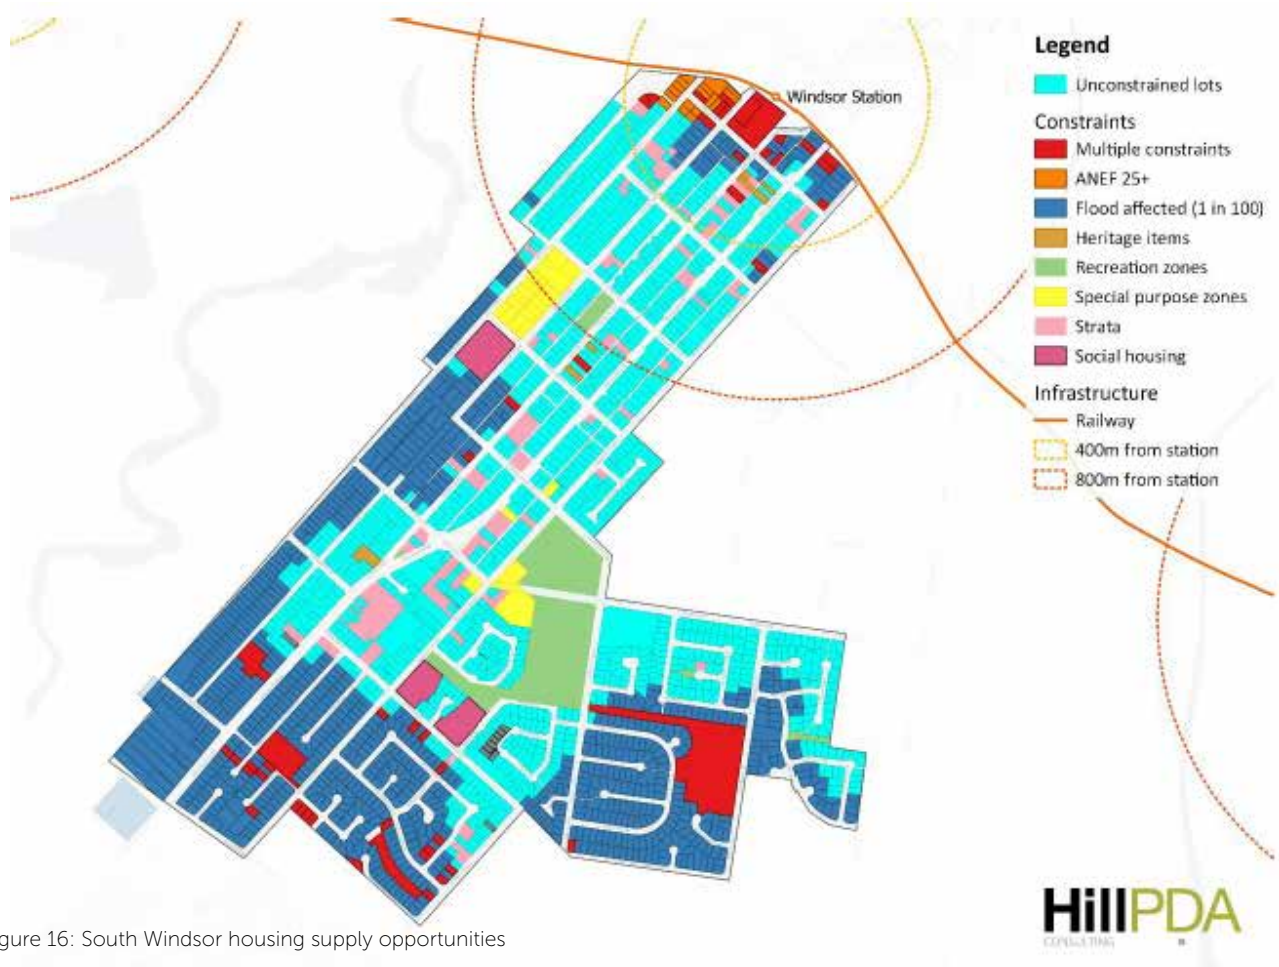 Legend
Unconstrained lots
Constraints
Multiple constraints
ANEF 25+
Flood affected (1 in 100)
Heritage items
Recreation zones
Special purpose zones
Strata
Social housing
Infrastructure
Railway
400m from station
800m from station
Windsor Station
HillPDA
CONSULTING
gure 16: South Windsor housing supply opportunities